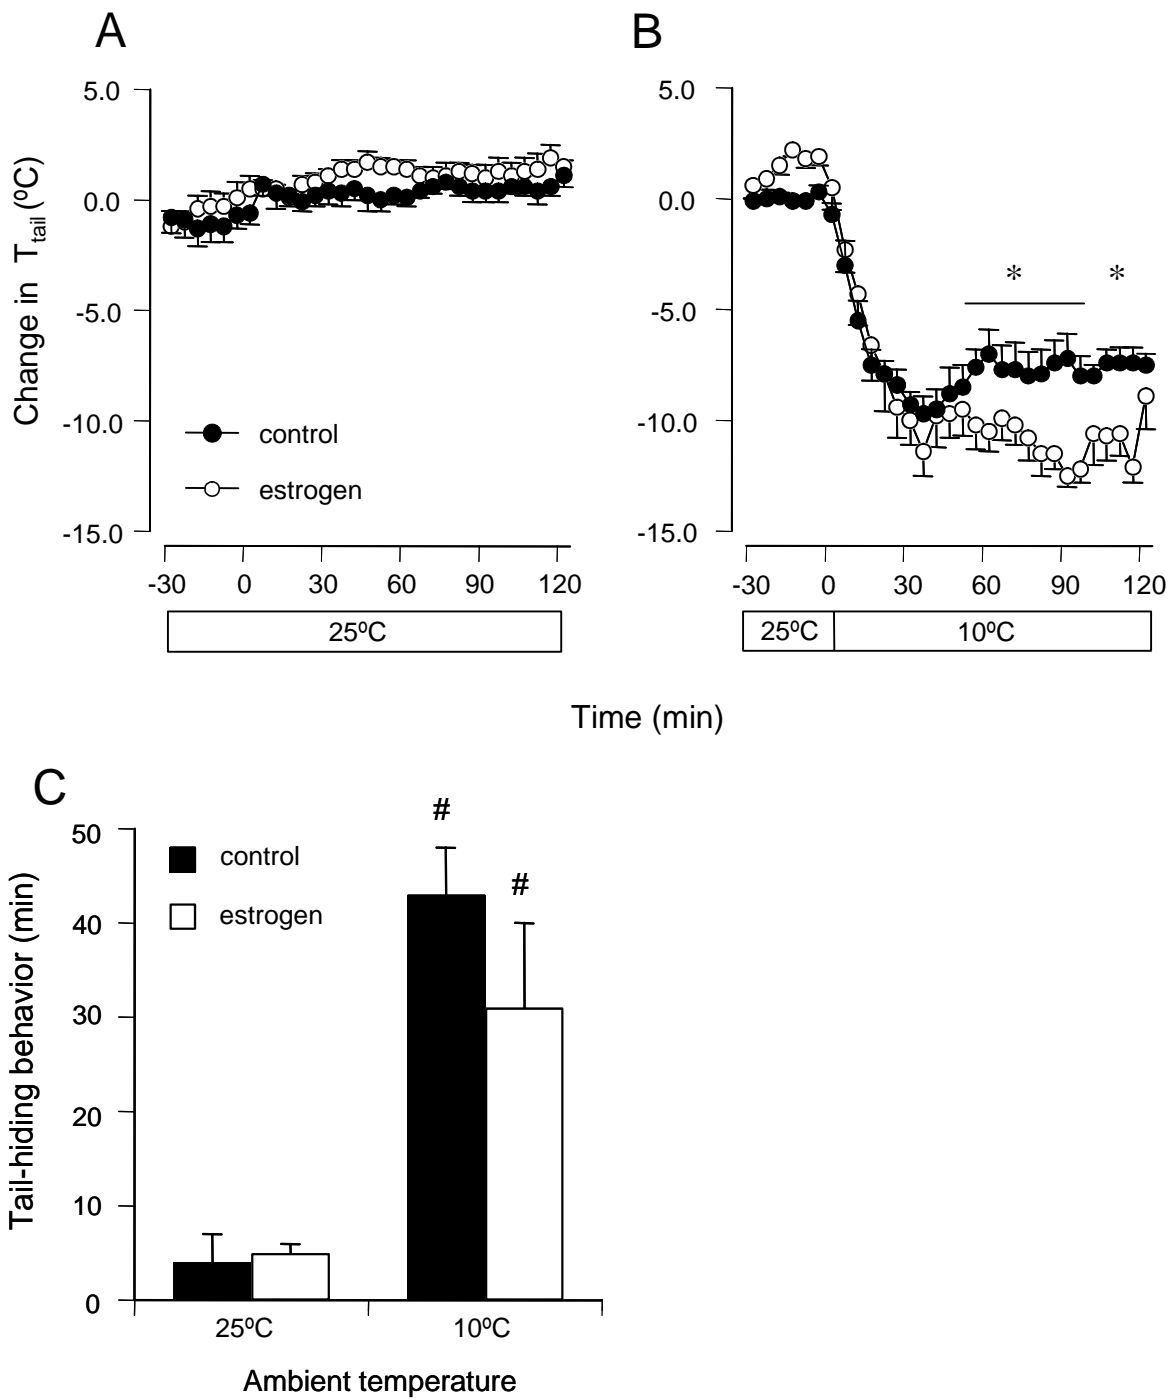 A
B
5.0
0.0
-5.0
-10.0
-15.0
Change in Ttail (ºC)
control
estrogen
-30 0 30 60 90 120
25ºC
5.0
0.0
-5.0
-10.0
-15.0
* *
-30 0 30 60 90 120
25ºC 10ºC
Time (min)
C
50
40
30
20
10
0
Tail-hiding behavior (min)
control
estrogen
#
#
25ºC 10ºC
Ambient temperature